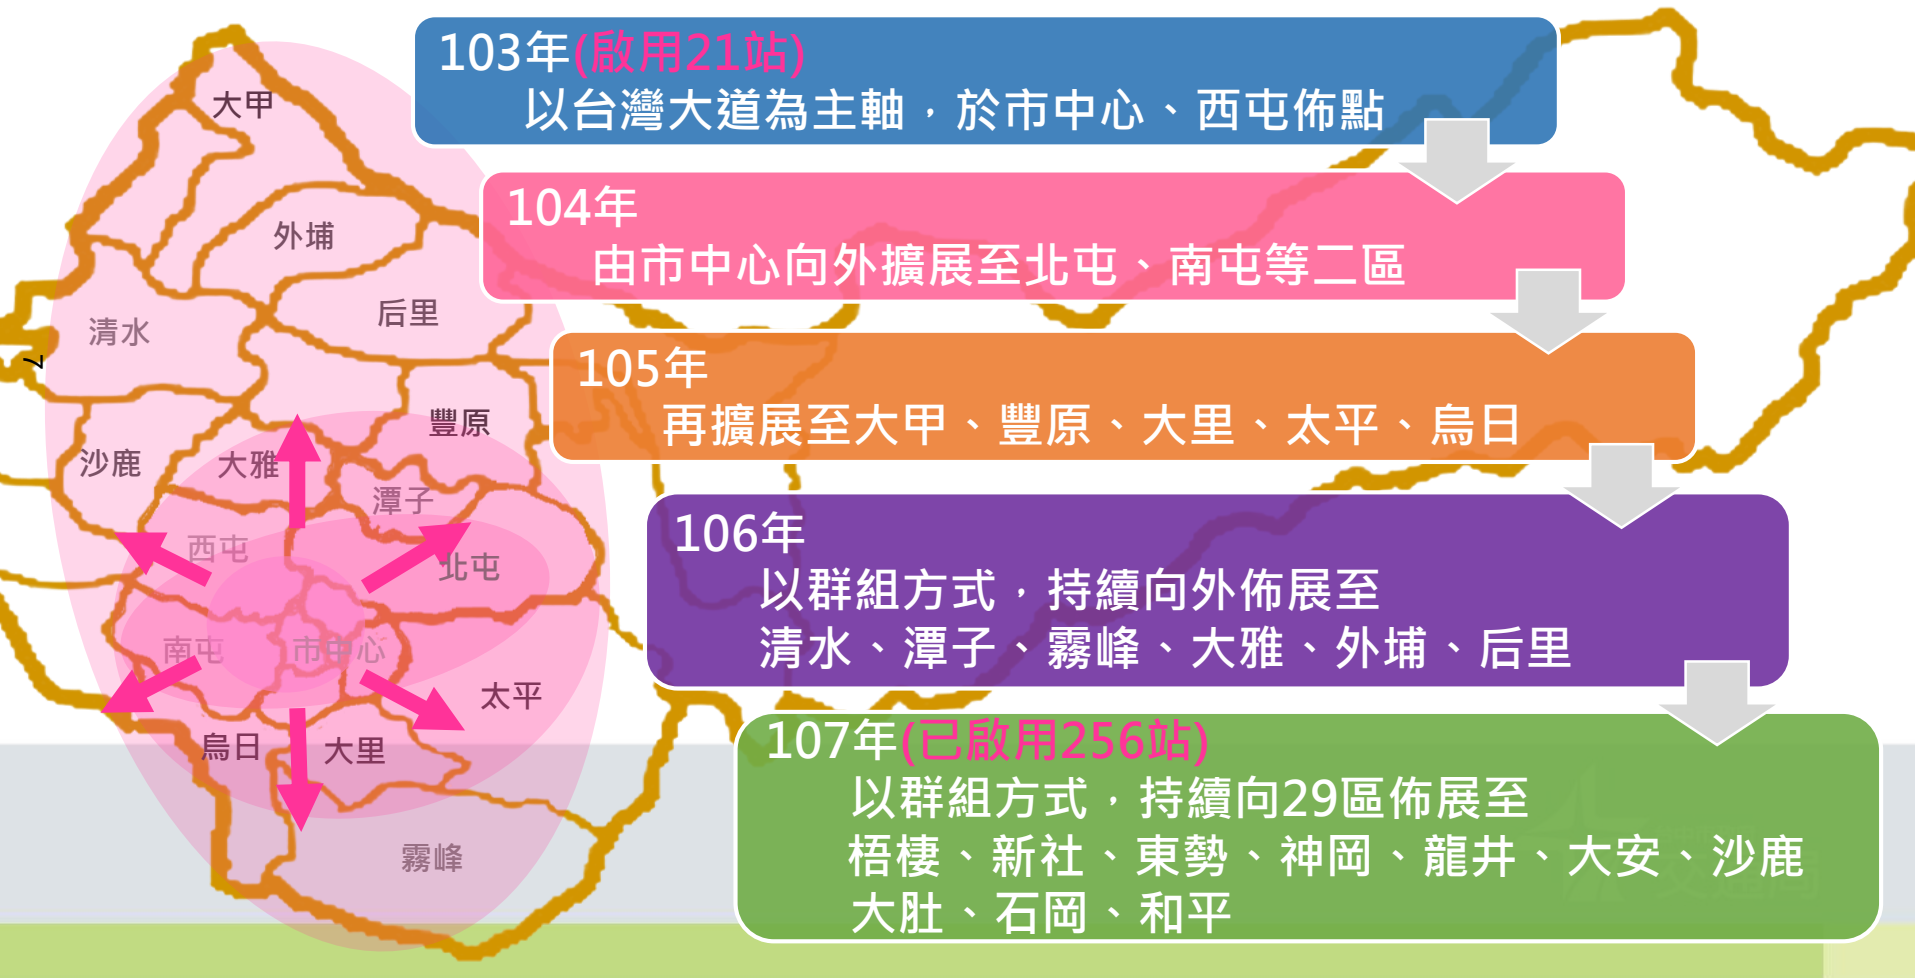 103年(啟用21站)
以台灣大道為主軸，於市中心、西屯佈點
104年
由市中心向外擴展至北屯、南屯等二區
105年
再擴展至大甲、豐原、大里、太平、烏日
106年
以群組方式，持續向外佈展至
清水、潭子、霧峰、大雅、外埔、后里
107年(已啟用256站)
以群組方式，持續向29區佈展至
梧棲、新社、東勢、神岡、龍井、大安、沙鹿
大肚、石岡、和平
大甲
外埔
后里
清水
7
豐原
沙鹿
大雅
潭子
西屯
北屯
南屯
市中心
太平
烏日
大里
霧峰
交通局